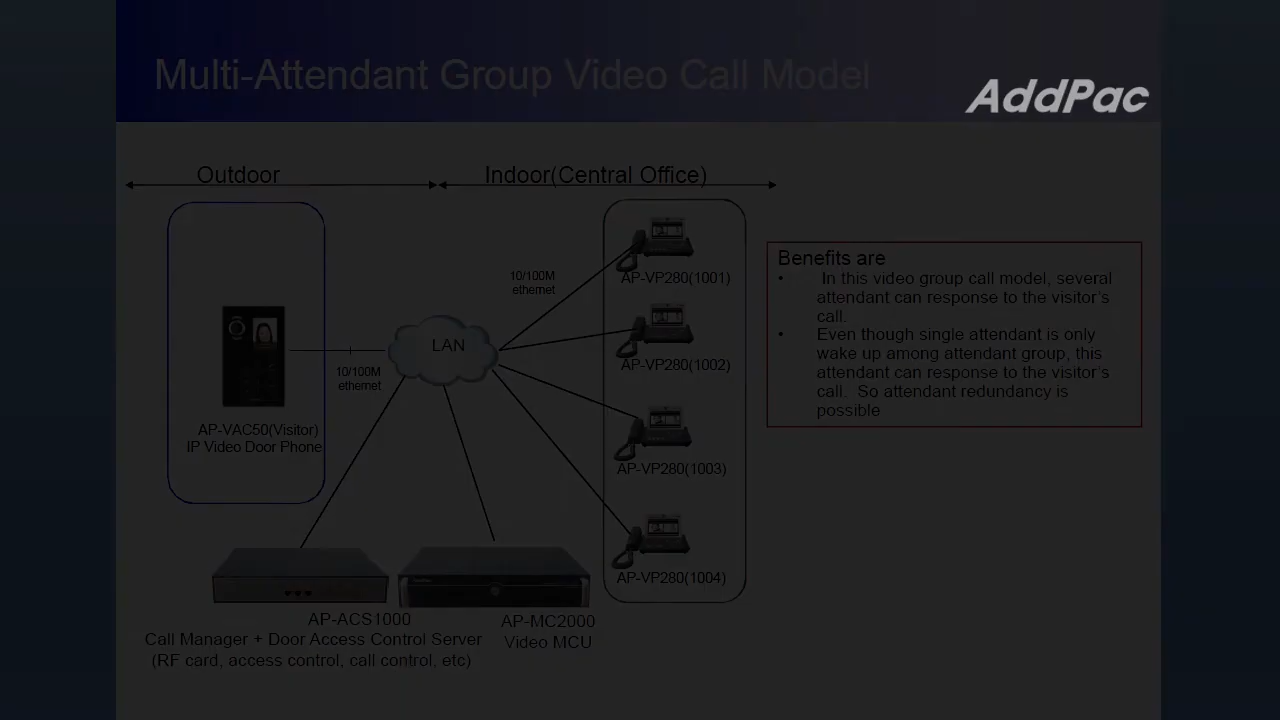 Multi-Attendant Group Video Call Model
AddPac
Outdoor
Indoor(Central Office)
10/100M
ethernet
AP-VP280(1001)
AP-VP280(1002)
AP-VP280(1003)
AP-VP280(1004)
LAN
10/100M
ethernet
AP-VAC50(Visitor)
IP Video Door Phone
Benefits are
• In this video group call model, several
attendant can response to the visitor's
call.
• Even though single attendant is only
wake up among attendant group, this
attendant can response to the visitor's
call. So attendant redundancy is
possible
AP-ACS1000
Call Manager + Door Access Control Server
(RF card, access control, call control, etc)
AP-MC2000
Video MCU